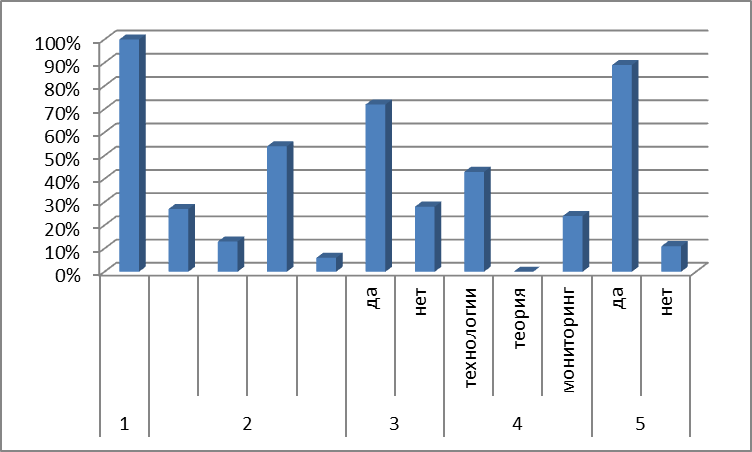 100%
90%
80%
70%
60%
50%
40%
30%
20%
10%
0%
да
нет
технологии
теория
мониторинг
да
нет
1 2 3 4 5